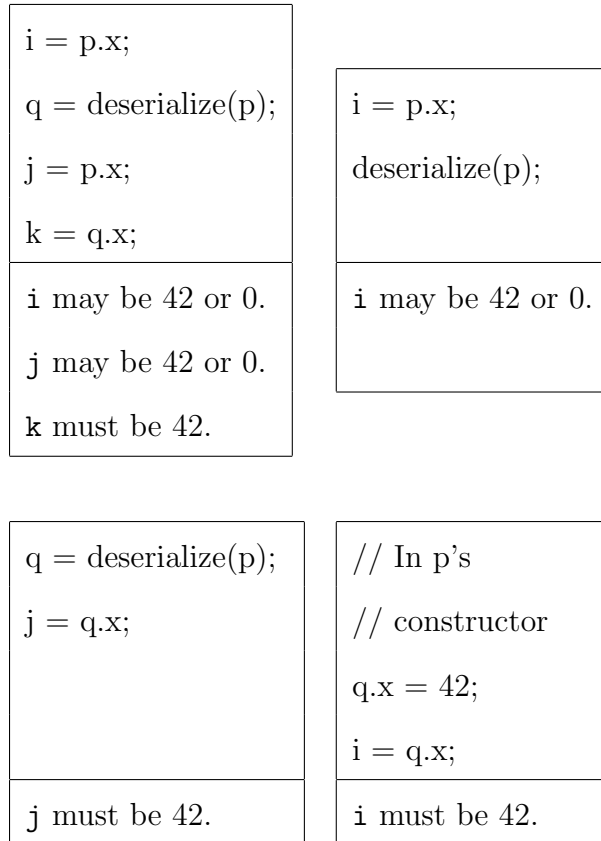 i = p.x;
q = deserialize(p);
j = p.x;
k = q.x;
i may be 42 or 0.
j may be 42 or 0.
k must be 42.
i = p.x;
deserialize(p);
i may be 42 or 0.
q = deserialize(p);
j = q.x;
j must be 42.
// In p's
// constructor
q.x = 42;
i = q.x;
i must be 42.